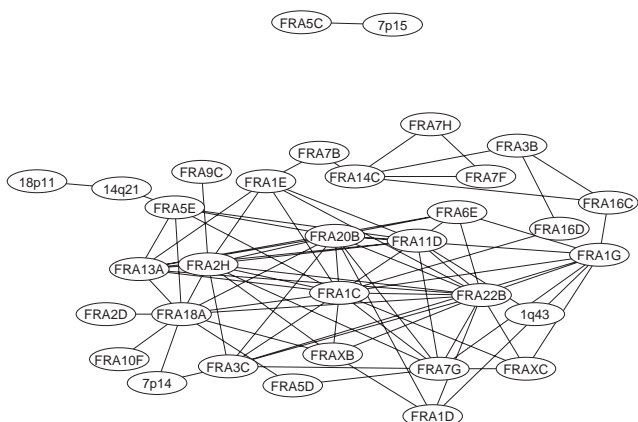 FRA5C
7p15
FRA7H
FRA7B
FRA3B
FRA9C
FRA14C
FRA7F
18p11
14q21
FRA1E
FRA16C
FRA5E
FRA6E
FRA16D
FRA20B
FRA11D
FRA13A
FRA2H
FRA1G
FRA1C
FRA22B
FRA2D
FRA18A
1q43
FRA10F
FRAXB
7p14
FRA3C
FRA7G
FRAXC
FRA5D
FRA1D